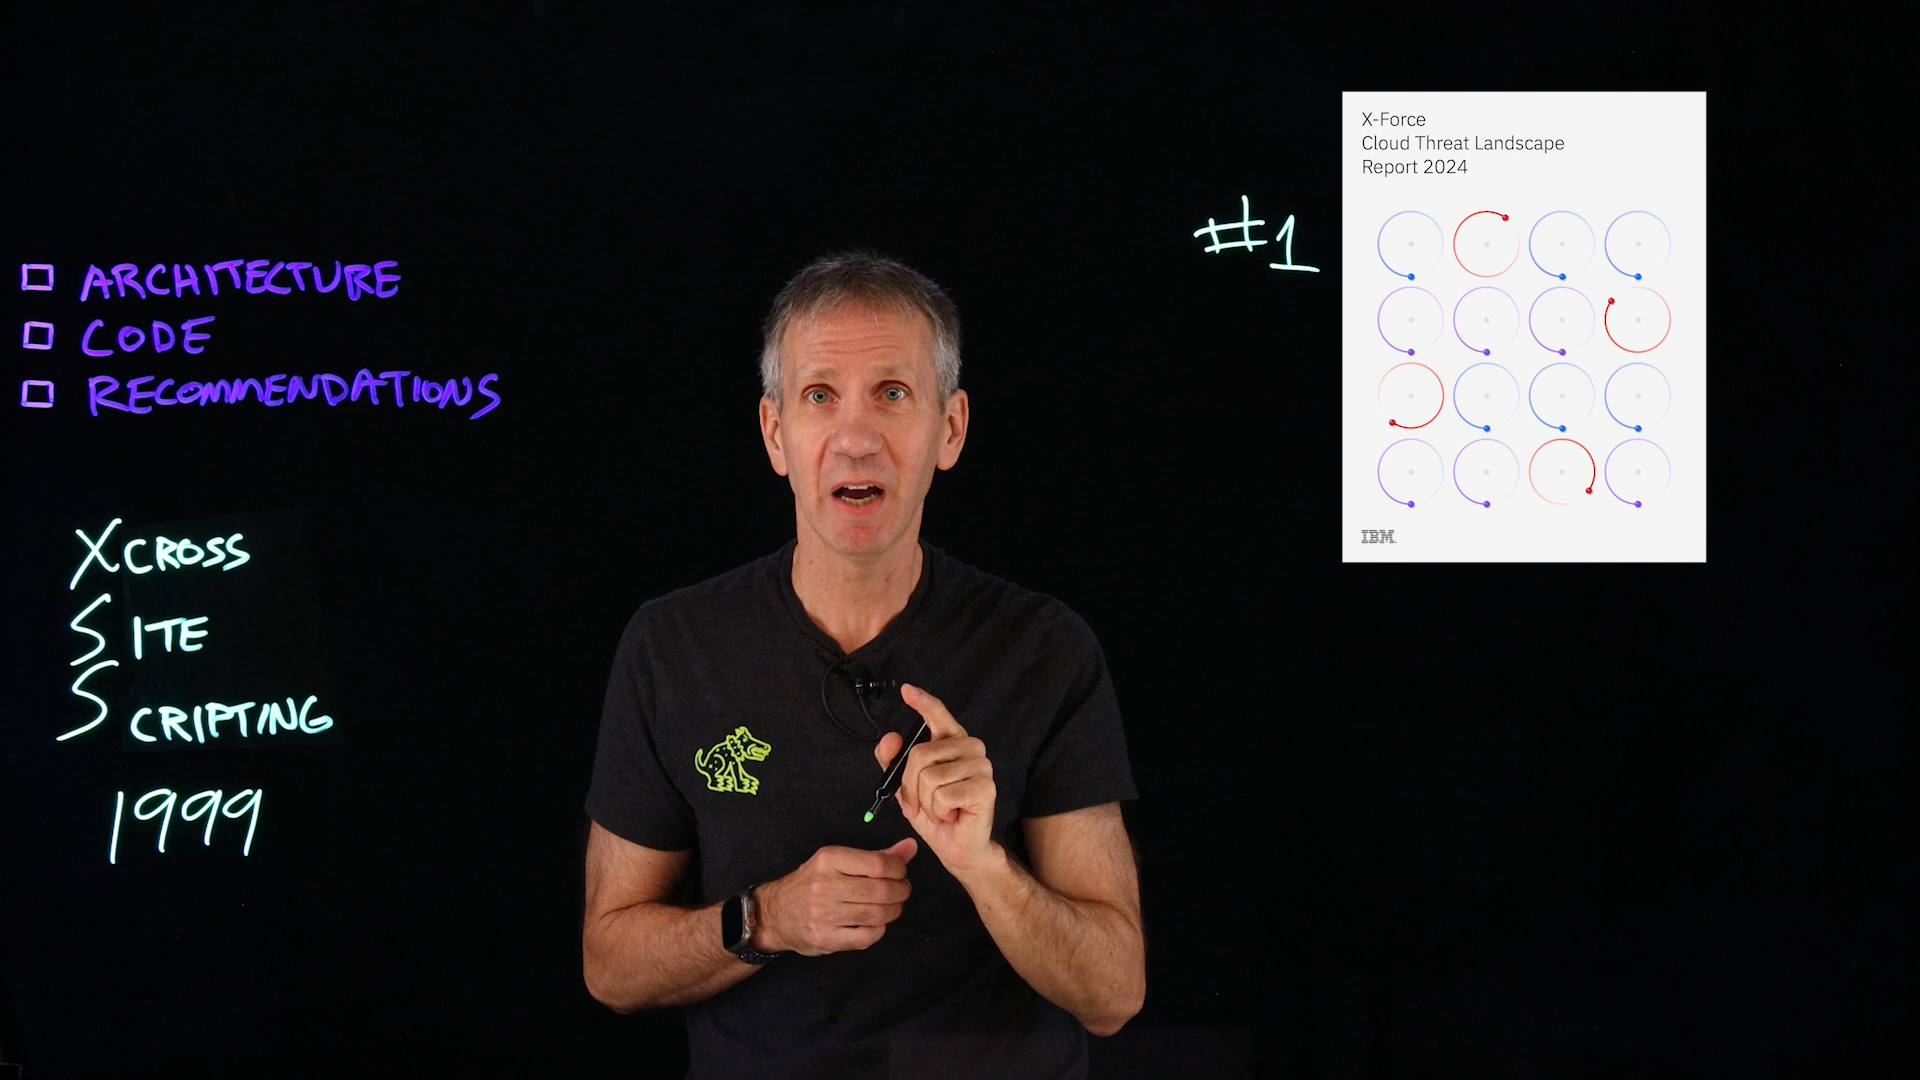 □ ARCHITECTURE
□ CODE
□ RECOMMENDATIONS
XCROSS
SITE
SCRIPTING
1999
#1
X-Force
Cloud Threat Landscape
Report 2024
IBM